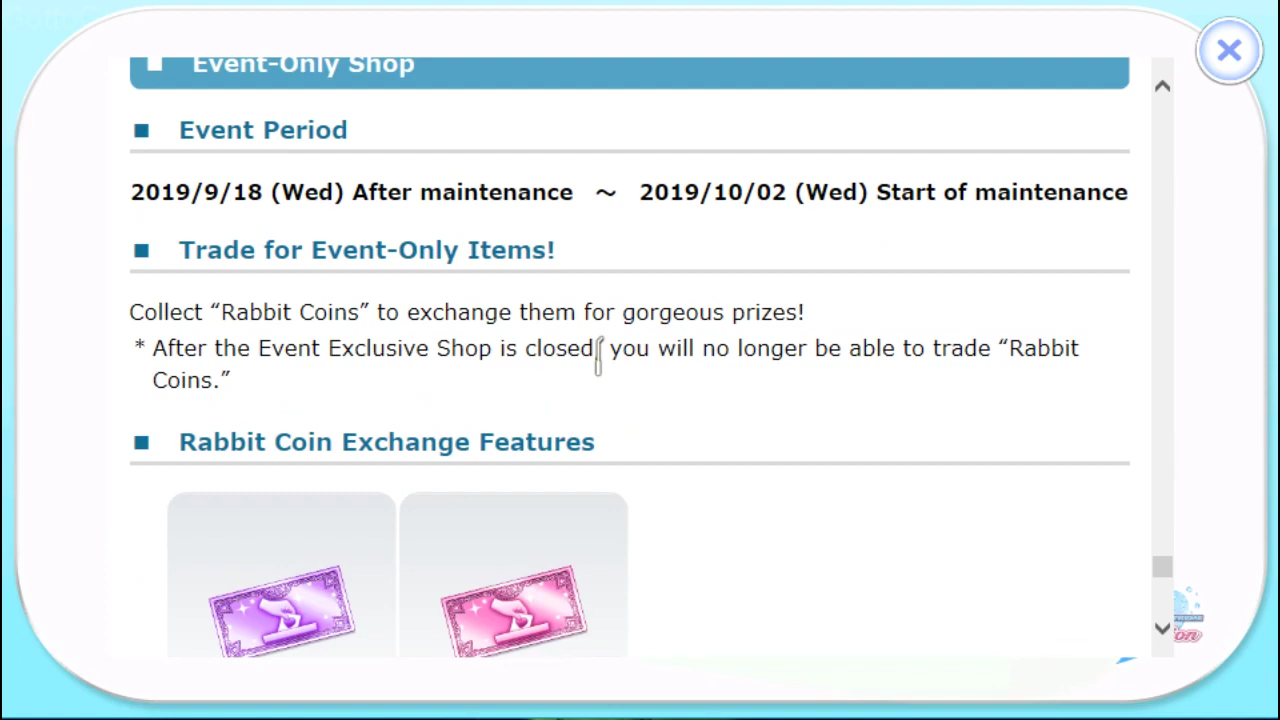 Event-Only Shop
Event Period
2019/9/18 (Wed) After maintenance ～ 2019/10/02 (Wed) Start of maintenance
Trade for Event-Only Items!
Collect “Rabbit Coins” to exchange them for gorgeous prizes!
* After the Event Exclusive Shop is closed, you will no longer be able to trade “Rabbit
Coins.”
Rabbit Coin Exchange Features